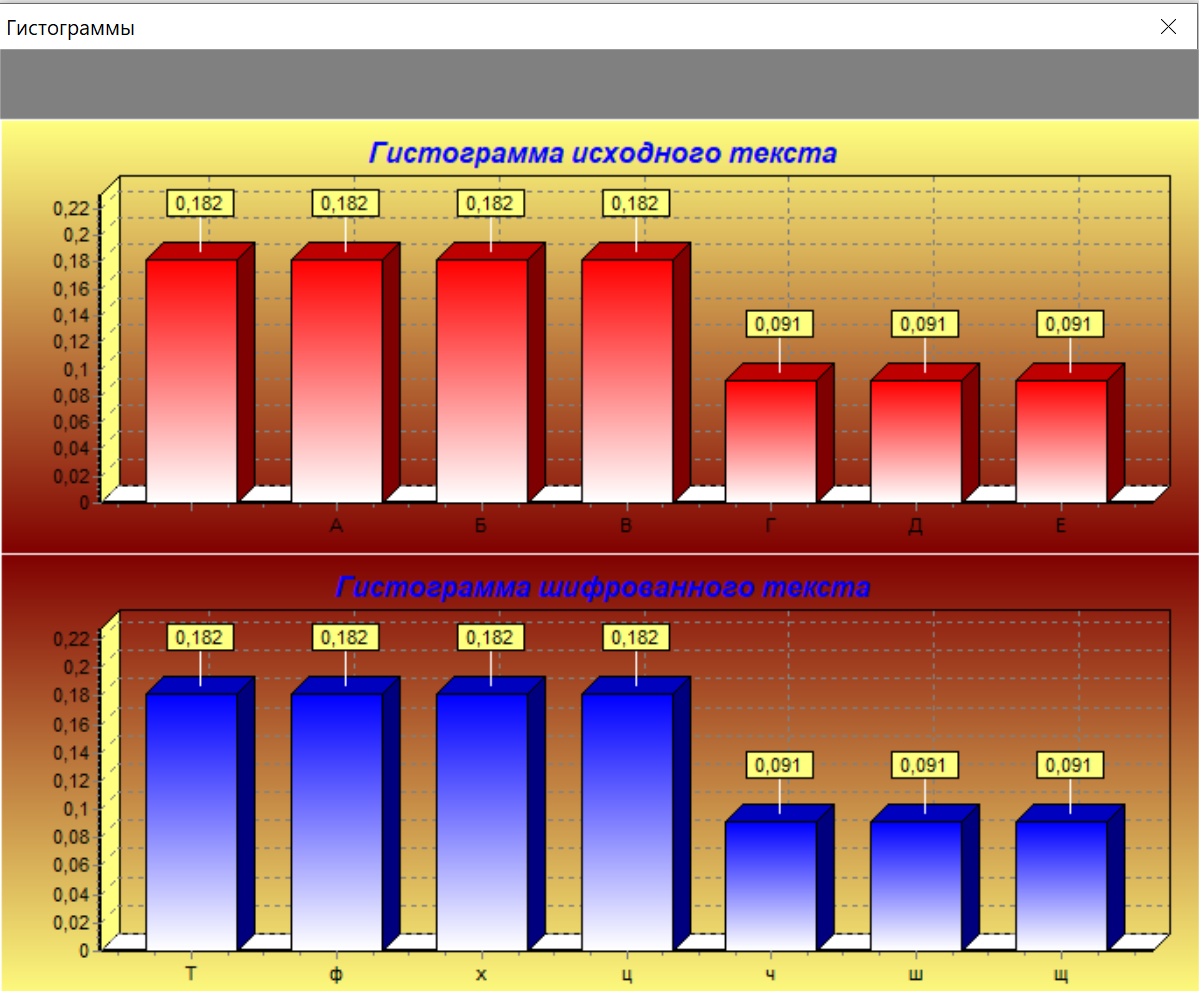 Гистограммы
Гистограмма исходного текста
0,182 0,182 0,182 0,182
0,22
0,2
0,18
0,16
0,14
0,091 0,091 0,091
0,12
0,1
0,08
0,06
0,04
0,02
0
А Б В Г Д Е
Гистограмма шифрованного текста
0,182 0,182 0,182 0,182
0,22
0,2
0,18
0,16
0,14
0,091 0,091 0,091
0,12
0,1
0,08
0,06
0,04
0,02
0
Т ф х ц ч ш щ